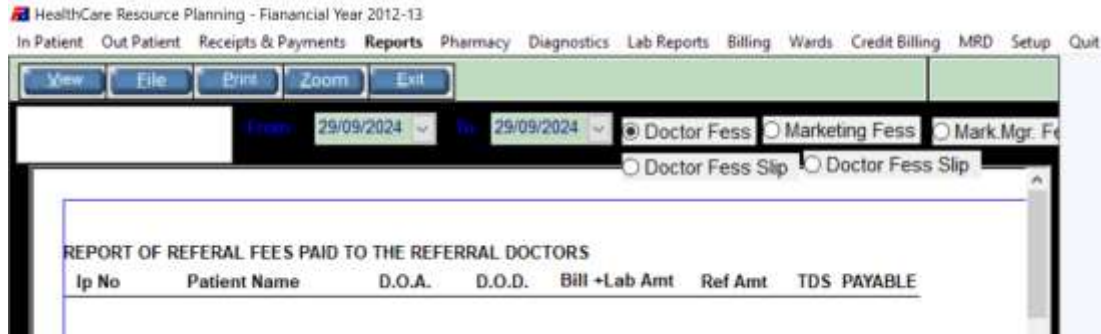 HealthCare Resource Planning - Fianancial Year 2012-13
In Patient Out Patient Receipts & Payments Reports Pharmacy Diagnostics Lab Reports Billing Wards Credit Billing MRD Setup Quit
View File Print Zoom Exit
From 29/09/2024 To 29/09/2024 Doctor Fess Marketing Fess Mark.Mgr. Fe
Doctor Fess Slip Doctor Fess Slip
REPORT OF REFERAL FEES PAID TO THE REFERRAL DOCTORS
Ip No Patient Name D.O.A. D.O.D. Bill +Lab Amt Ref Amt TDS PAYABLE